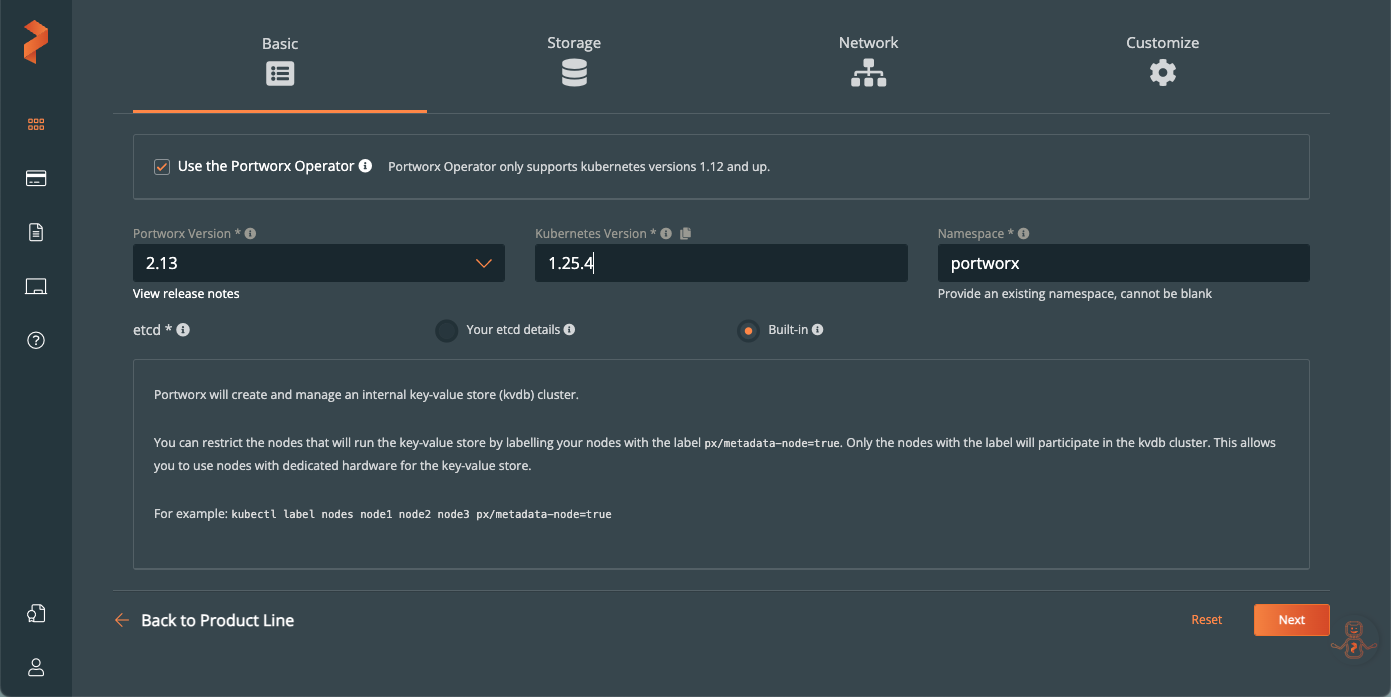 Basic
Storage
Network
Customize
Use the Portworx Operator
Portworx Operator only supports kubernetes versions 1.12 and up.
Portworx Version *
Kubernetes Version *
Namespace *
2.13
1.25.4
portworx
View release notes
Provide an existing namespace, cannot be blank
etcd *
Your etcd details
Built-in
Portworx will create and manage an internal key-value store (kvdb) cluster.
You can restrict the nodes that will run the key-value store by labelling your nodes with the label px/metadata-node=true. Only the nodes with the label will participate in the kvdb cluster. This allows
you to use nodes with dedicated hardware for the key-value store.
For example: kubectl label nodes node1 node2 node3 px/metadata-node=true
Back to Product Line
Reset
Next